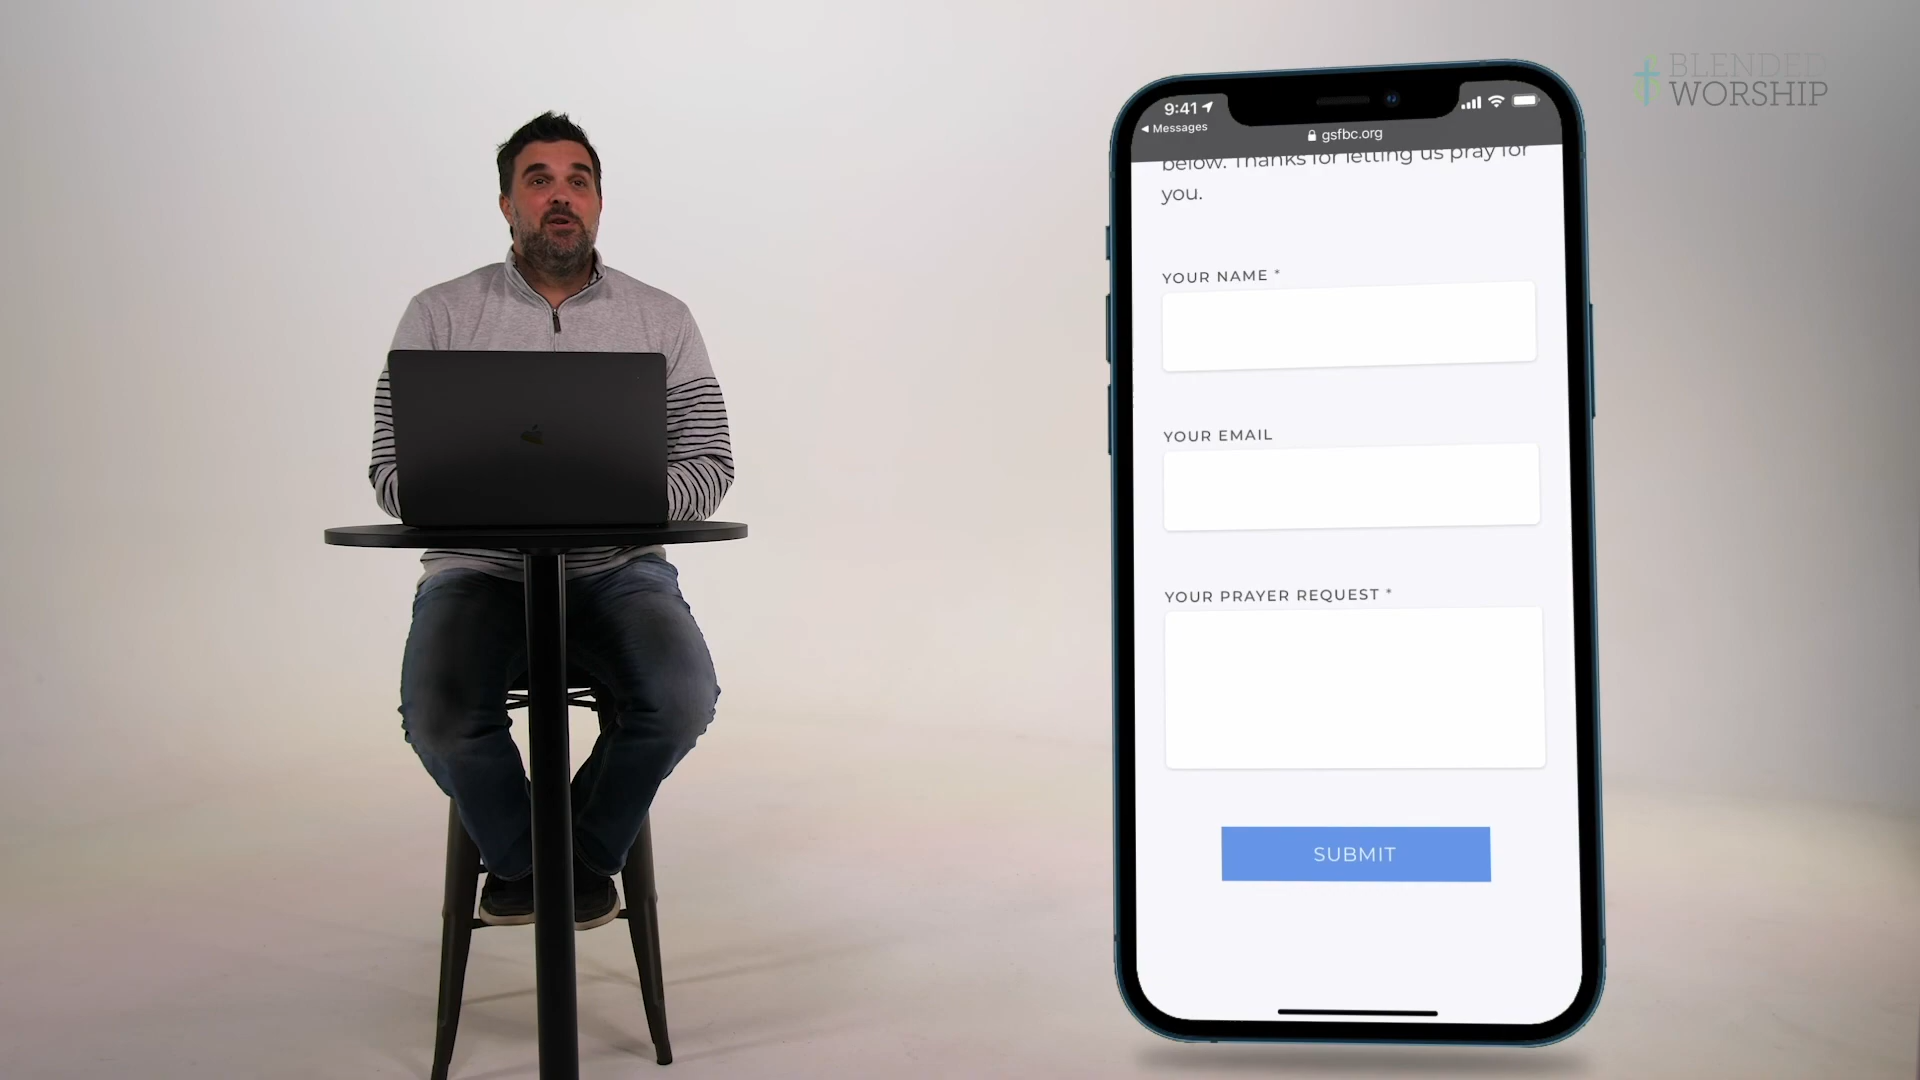 BLENDED
WORSHIP
9:41
Messages
gsfbc.org
below. Thanks for letting us pray for
you.
YOUR NAME *
YOUR EMAIL
YOUR PRAYER REQUEST *
SUBMIT